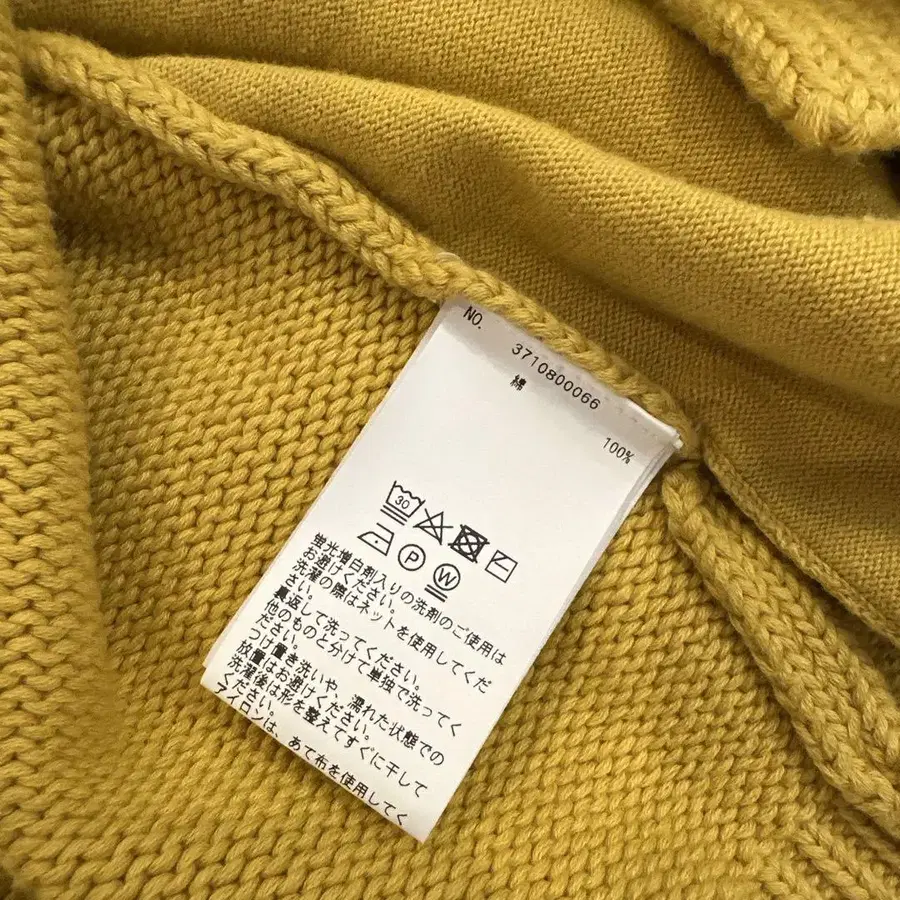 NO.
3710800066
綿 100%
30
P W
蛍光増白剤入りの洗剤のご使用は
お避けください。
洗濯の際はネットを使用してくだ
さい。
裏返して洗ってください。
他のものと分けて単独で洗ってく
ださい。
つけ置き洗いや、濡れた状態での
放置はお避けください。
洗濯後は形を整えてすぐに干して
ください。
アイロンは、あて布を使用してく